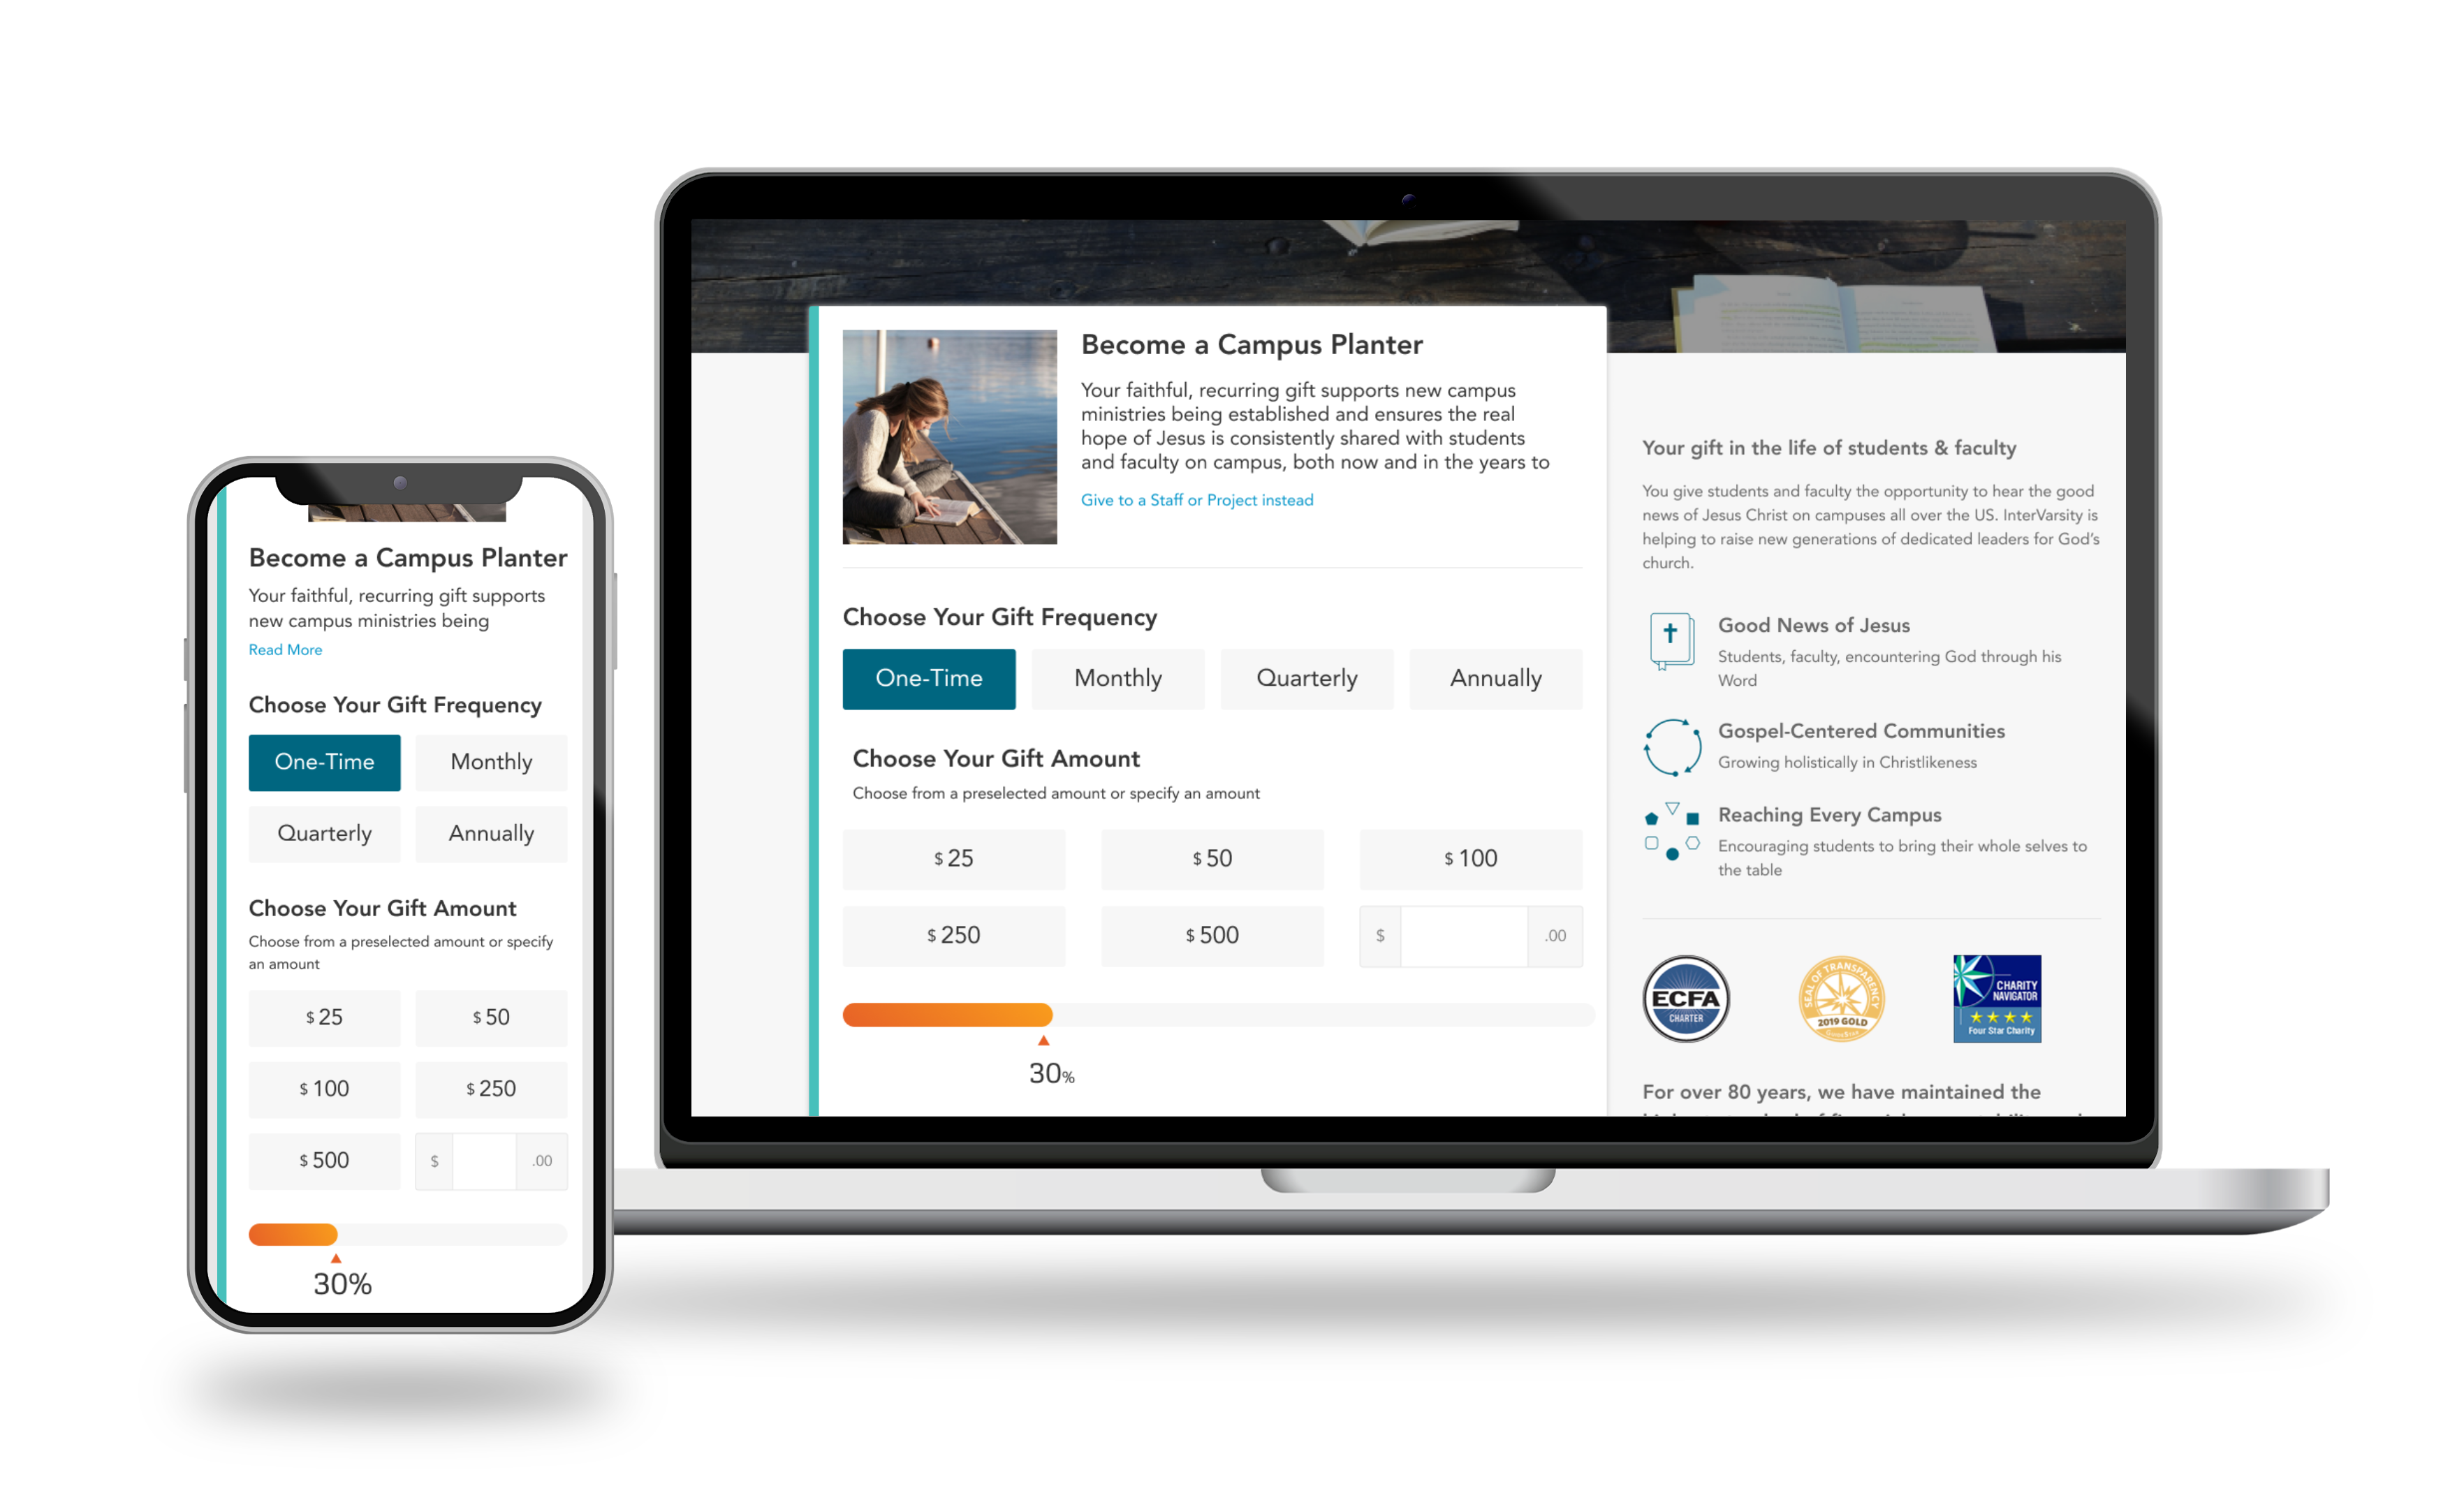 Become a Campus Planter
Your faithful, recurring gift supports
new campus ministries being
Read More
Choose Your Gift Frequency
One-Time
Monthly
Quarterly
Annually
Choose Your Gift Amount
Choose from a preselected amount or specify
an amount
$ 25
$ 50
$ 100
$ 250
$ 500
$ .00
30%
Become a Campus Planter
Your faithful, recurring gift supports new campus
ministries being established and ensures the real
hope of Jesus is consistently shared with students
and faculty on campus, both now and in the years to
Give to a Staff or Project instead
Choose Your Gift Frequency
One-Time
Monthly
Quarterly
Annually
Choose Your Gift Amount
Choose from a preselected amount or specify an amount
$ 25
$ 50
$ 100
$ 250
$ 500
$ .00
30%
Your gift in the life of students & faculty
You give students and faculty the opportunity to hear the good
news of Jesus Christ on campuses all over the US. InterVarsity is
helping to raise new generations of dedicated leaders for God's
church.
Good News of Jesus
Students, faculty, encountering God through his
Word
Gospel-Centered Communities
Growing holistically in Christlikeness
Reaching Every Campus
Encouraging students to bring their whole selves to
the table
ECFA
CHARTER
SEAL OF TRANSPARENCY
2019 GOLD
CHARITY
NAVIGATOR
Four Star Charity
For over 80 years, we have maintained the